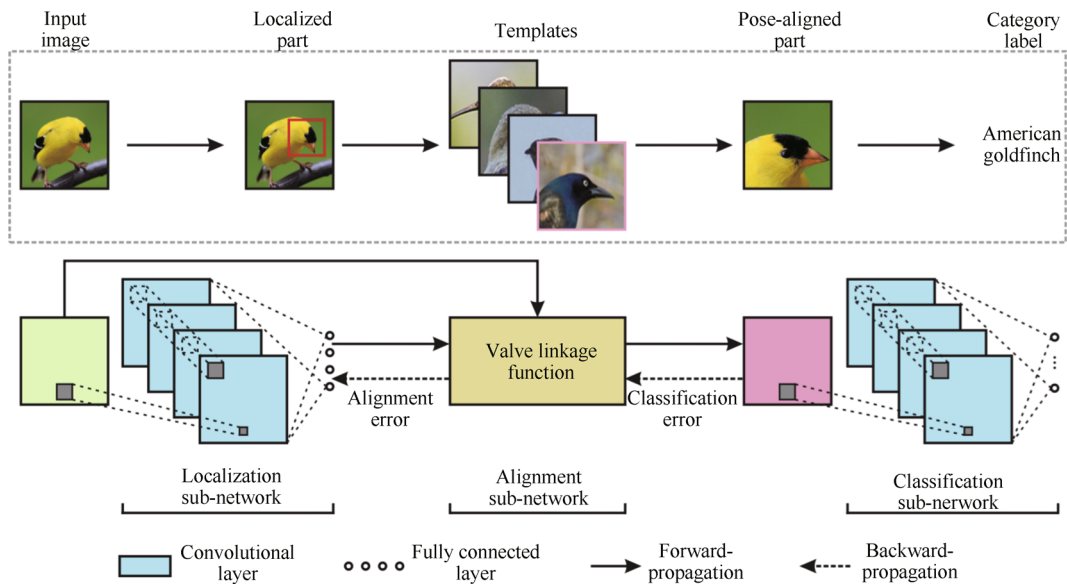 Input
image
Localized
part
Templates
Pose-aligned
part
Category
label
American
goldfinch
Valve linkage
function
Alignment
error
Classification
error
Localization
sub-network
Alignment
sub-network
Classification
sub-nerwork
Convolutional
layer
Fully connected
layer
Forward-
propagation
Backward-
propagation